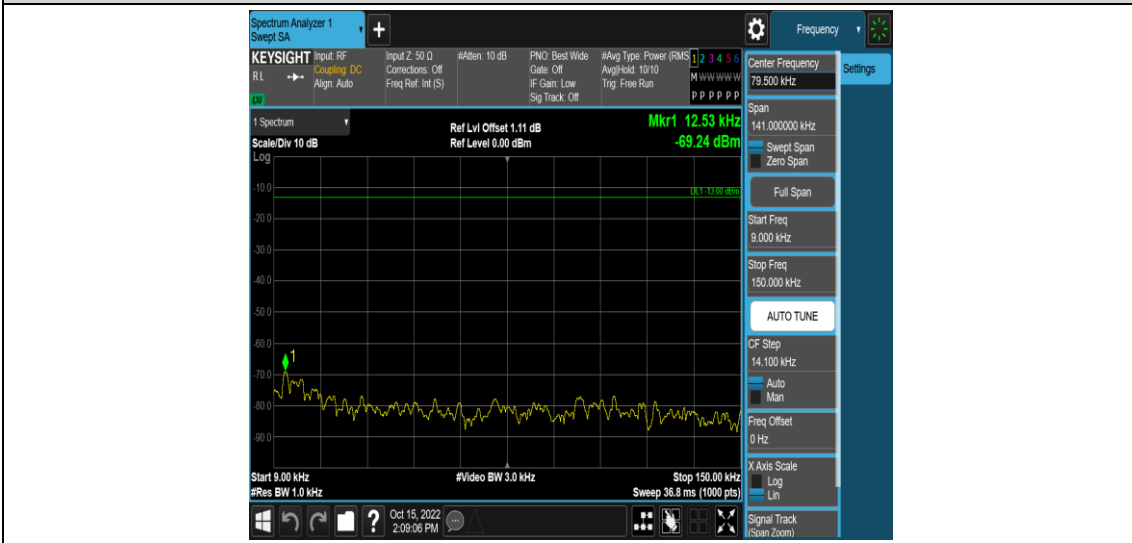 Spectrum Analyzer 1
Swept SA
+
Frequency
KEYSIGHT
RL
LXI
Input: RF
Coupling: DC
Align: Auto
Input Z: 50 Ω
Corrections: Off
Freq Ref: Int (S)
#Atten: 10 dB
PNO: Best Wide
Gate: Off
IF Gain: Low
Sig Track: Off
#Avg Type: Power (RMS
Avg|Hold: 10/10
Trig: Free Run
1 2 3 4 5 6
M W W W W W
P P P P P P
Center Frequency
79.500 kHz
Settings
Span
141.000000 kHz
Swept Span
Zero Span
Full Span
Start Freq
9.000 kHz
Stop Freq
150.000 kHz
AUTO TUNE
CF Step
14.100 kHz
Auto
Man
Freq Offset
0 Hz
X Axis Scale
Log
Lin
Signal Track
(Span Zoom)
1 Spectrum
Scale/Div 10 dB
Log
Ref Lvl Offset 1.11 dB
Ref Level 0.00 dBm
Mkr1 12.53 kHz
-69.24 dBm
DL1 -13.00 dBm
-10.0
-20.0
-30.0
-40.0
-50.0
-60.0
1
-70.0
-80.0
-90.0
Start 9.00 kHz
#Res BW 1.0 kHz
#Video BW 3.0 kHz
Stop 150.00 kHz
Sweep 36.8 ms (1000 pts)
?
Oct 15, 2022
2:09:06 PM